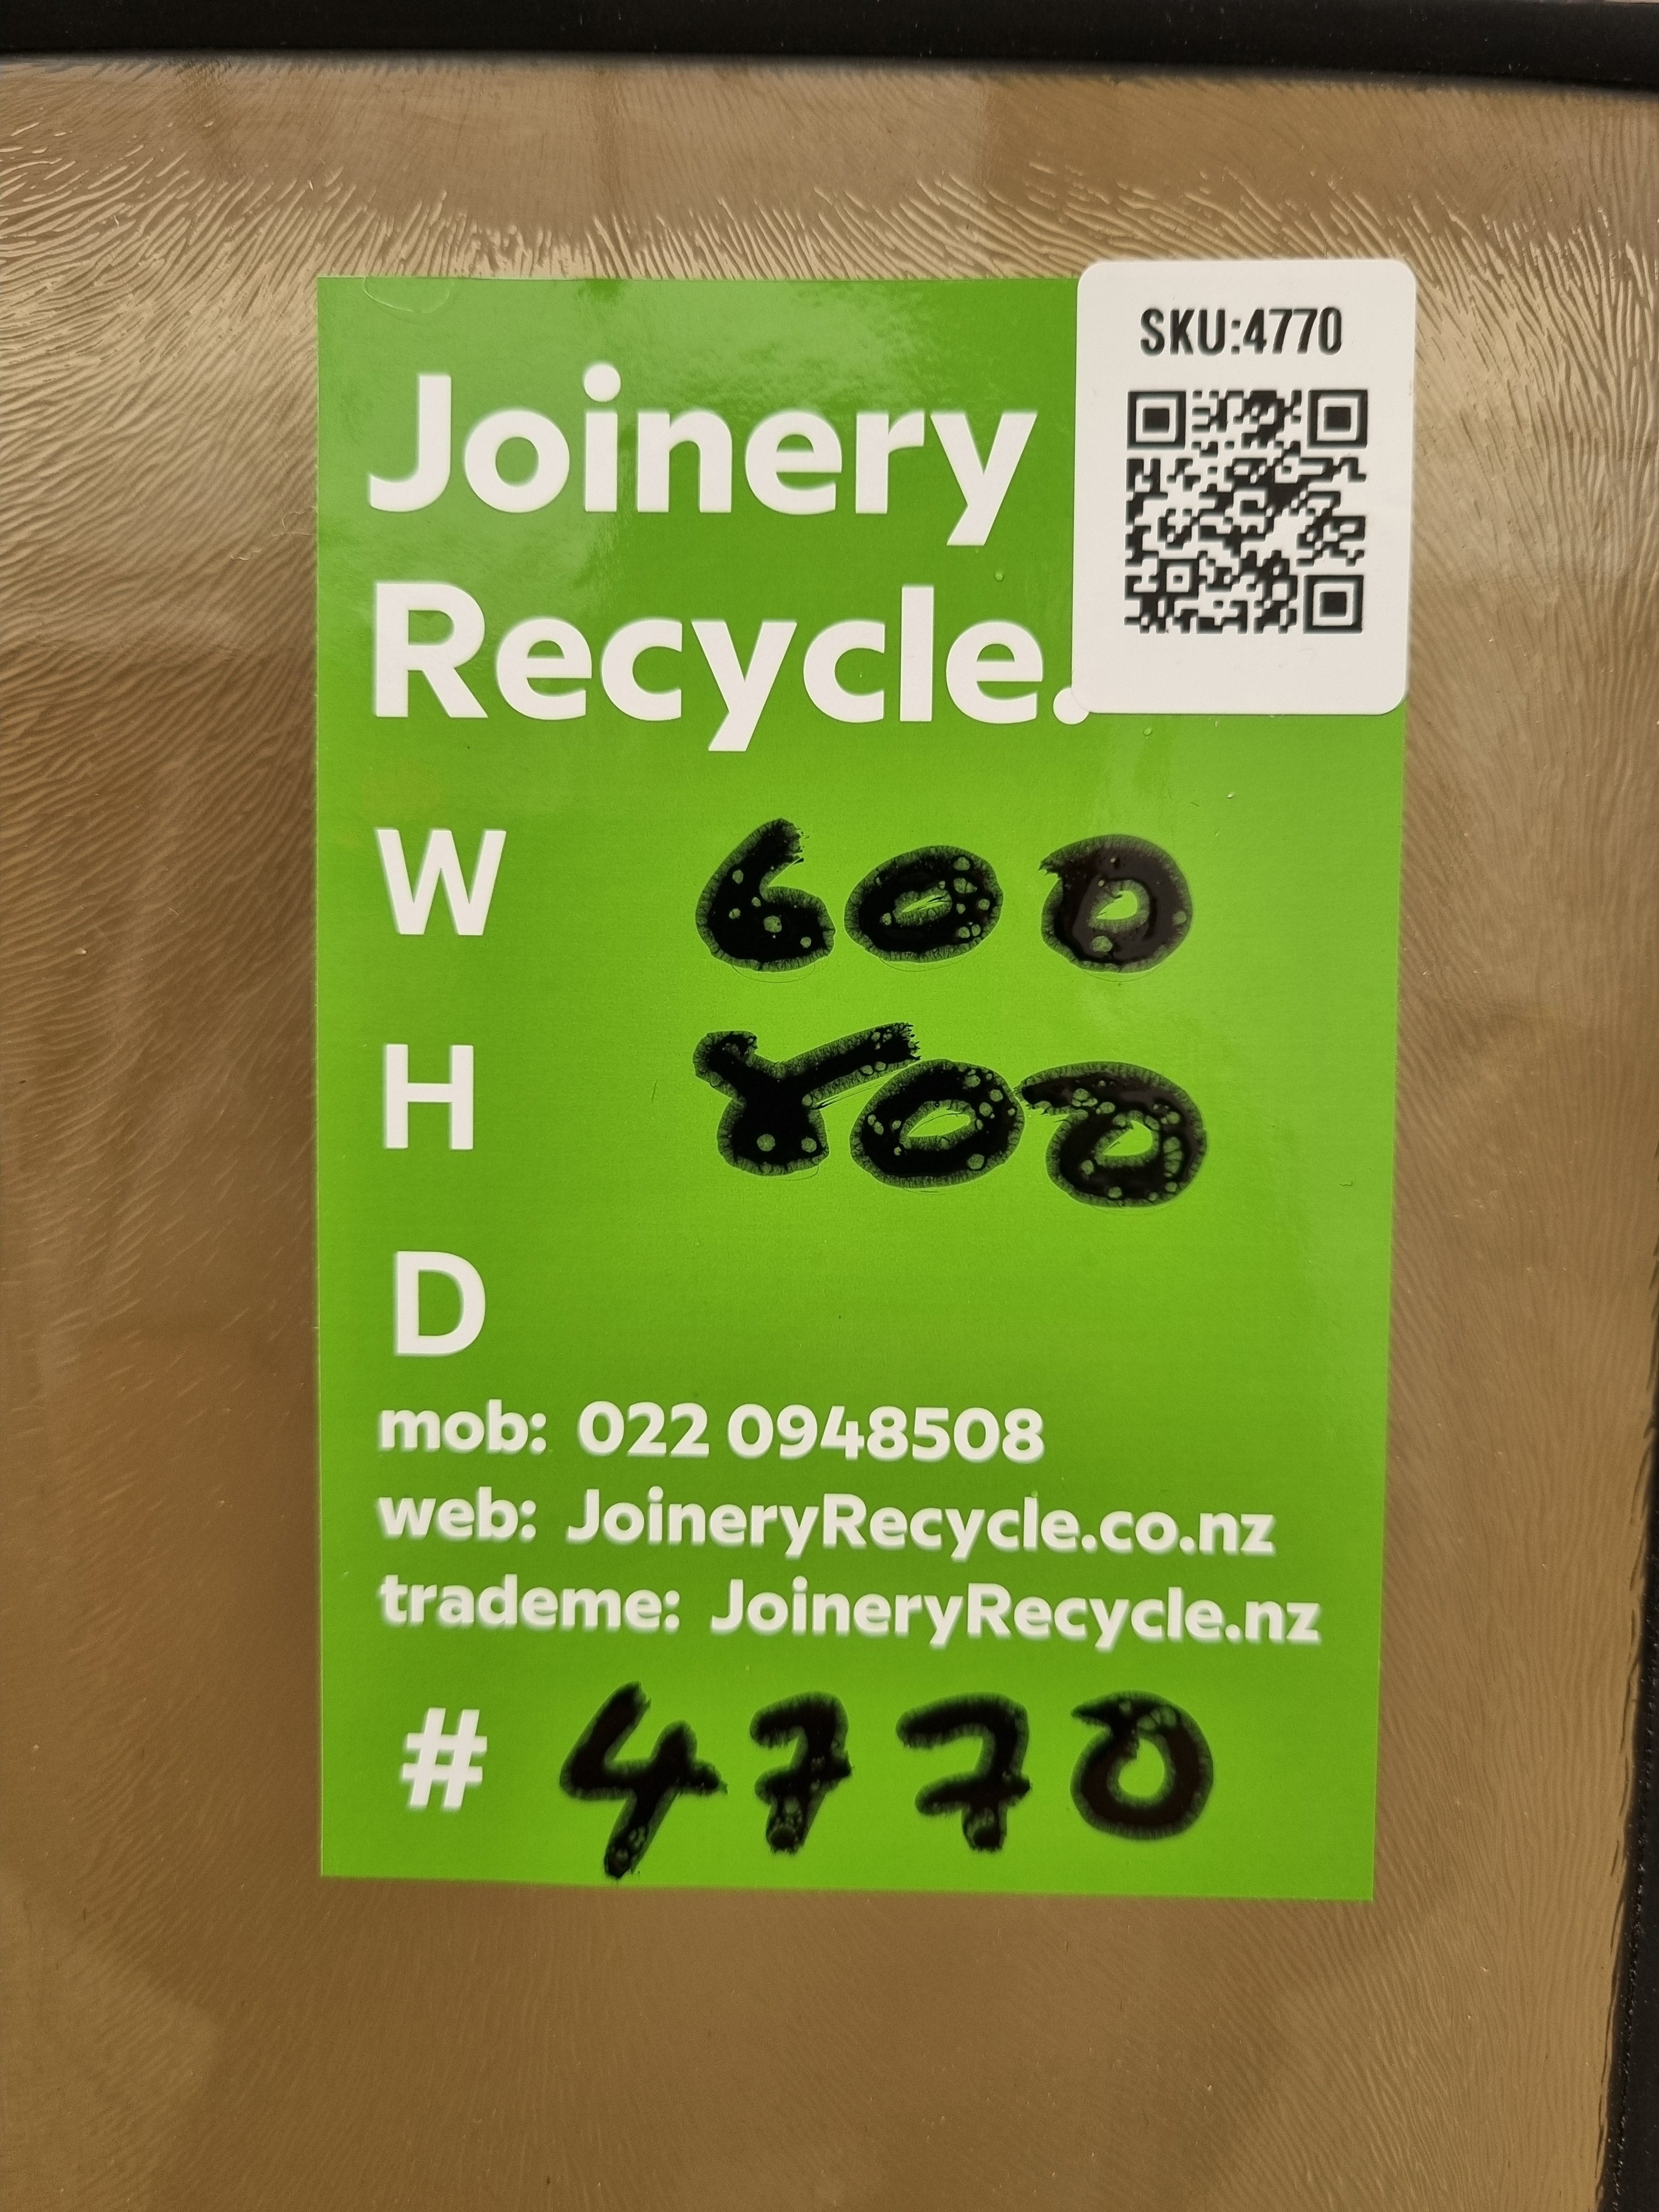 SKU:4770
Joinery
Recycle.
W 600
H 800
D
mob: 022 0948508
web: JoineryRecycle.co.nz
trademe: JoineryRecycle.nz
# 4770